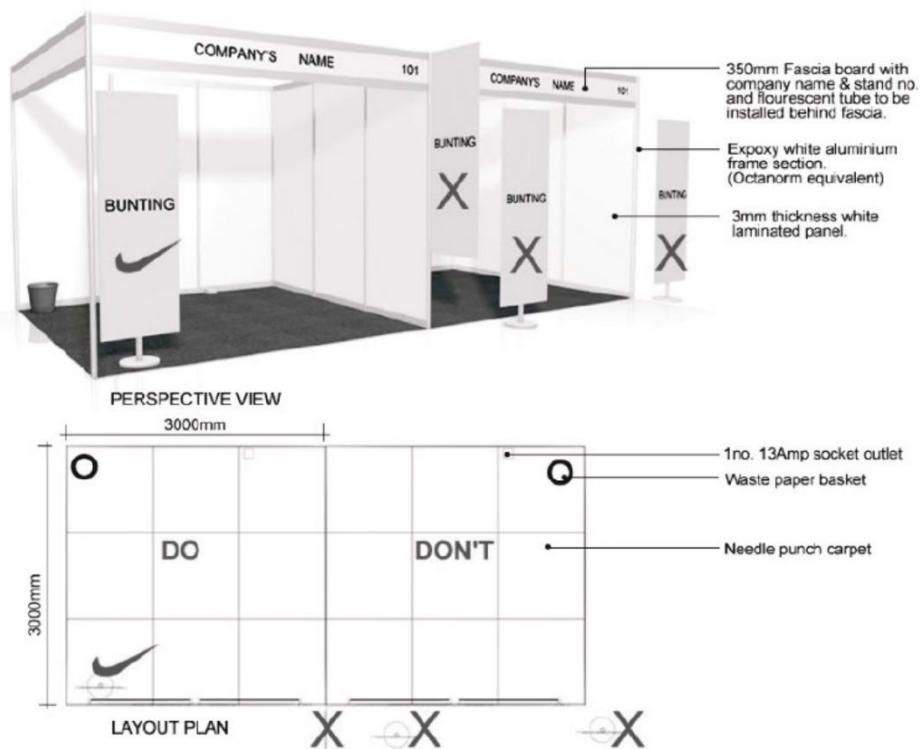 COMPANY'S NAME 101
COMPANY'S NAME 101
350mm Fascia board with
company name & stand no.
and flourescent tube to be
installed behind fascia.
BUNTING
X
Expoxy white aluminium
frame section.
(Octanorm equivalent)
BUNTING
BUNTING
X
BUNTING
X
3mm thickness white
laminated panel.
PERSPECTIVE VIEW
3000mm
1no. 13Amp socket outlet
Waste paper basket
DO
DON'T
Needle punch carpet
3000mm
LAYOUT PLAN
X X X